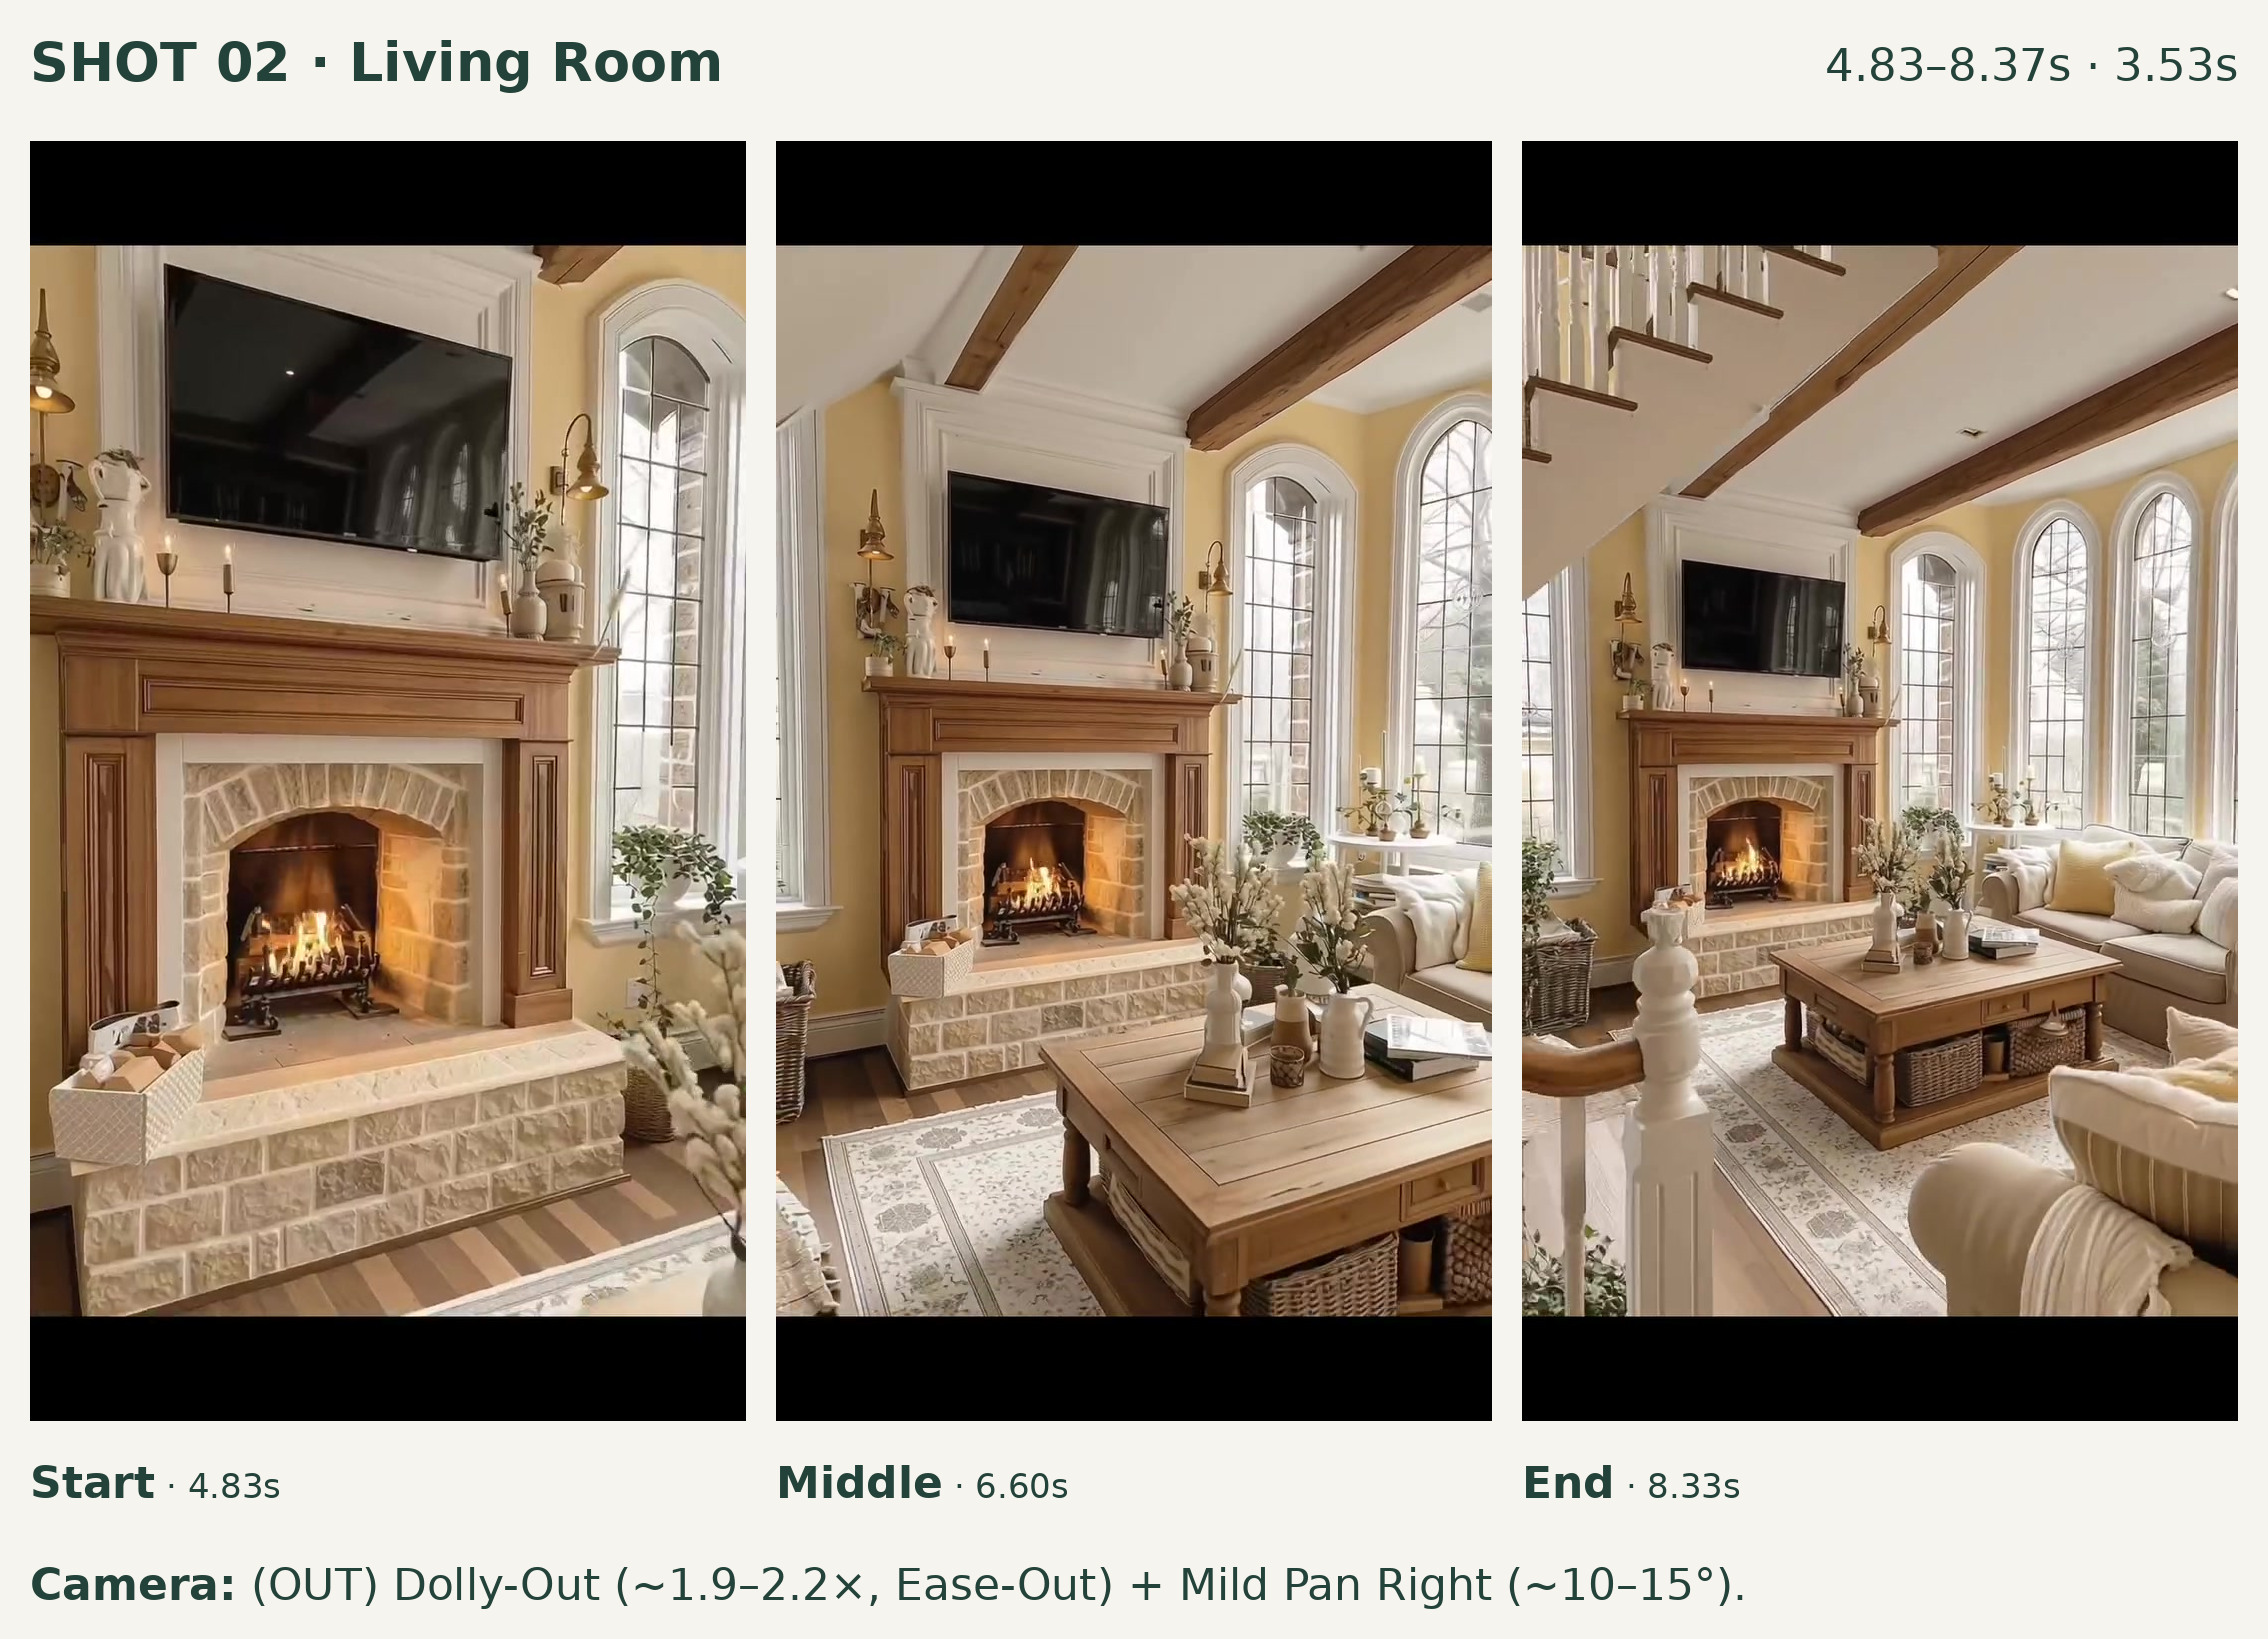 SHOT 02 · Living Room
4.83–8.37s · 3.53s
Start · 4.83s
Middle · 6.60s
End · 8.33s
Camera: (OUT) Dolly-Out (~1.9–2.2×, Ease-Out) + Mild Pan Right (~10–15°).